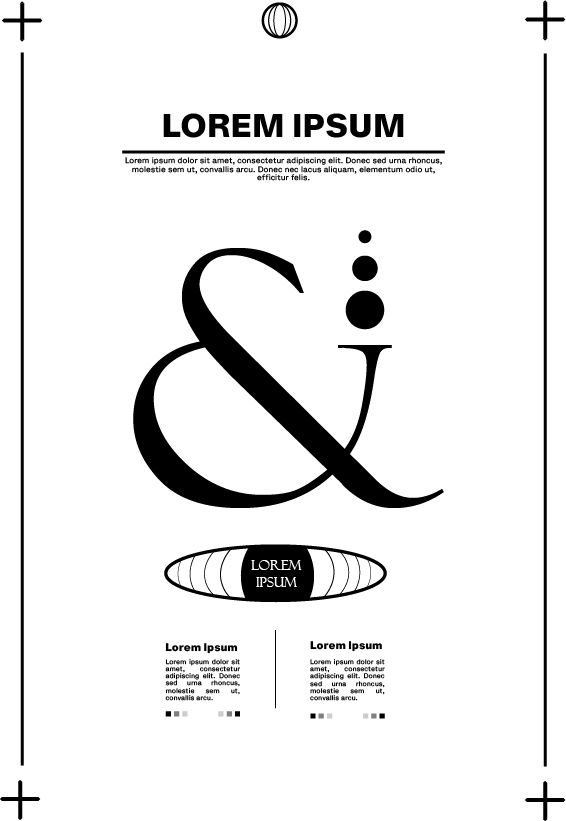 LOREM IPSUM
Lorem ipsum dolor sit amet, consectetur adipiscing elit. Donec sed urna rhoncus,
molestie sem ut, convallis arcu. Donec nec lacus aliquam, elementum odio ut,
efficitur felis.
&
LOREM
IPSUM
Lorem Ipsum
Lorem ipsum dolor sit
amet, consectetur
adipiscing elit. Donec
sed urna rhoncus,
molestie sem ut,
convallis arcu.
Lorem Ipsum
Lorem ipsum dolor sit
amet, consectetur
adipiscing elit. Donec
sed urna rhoncus,
molestie sem ut,
convallis arcu.